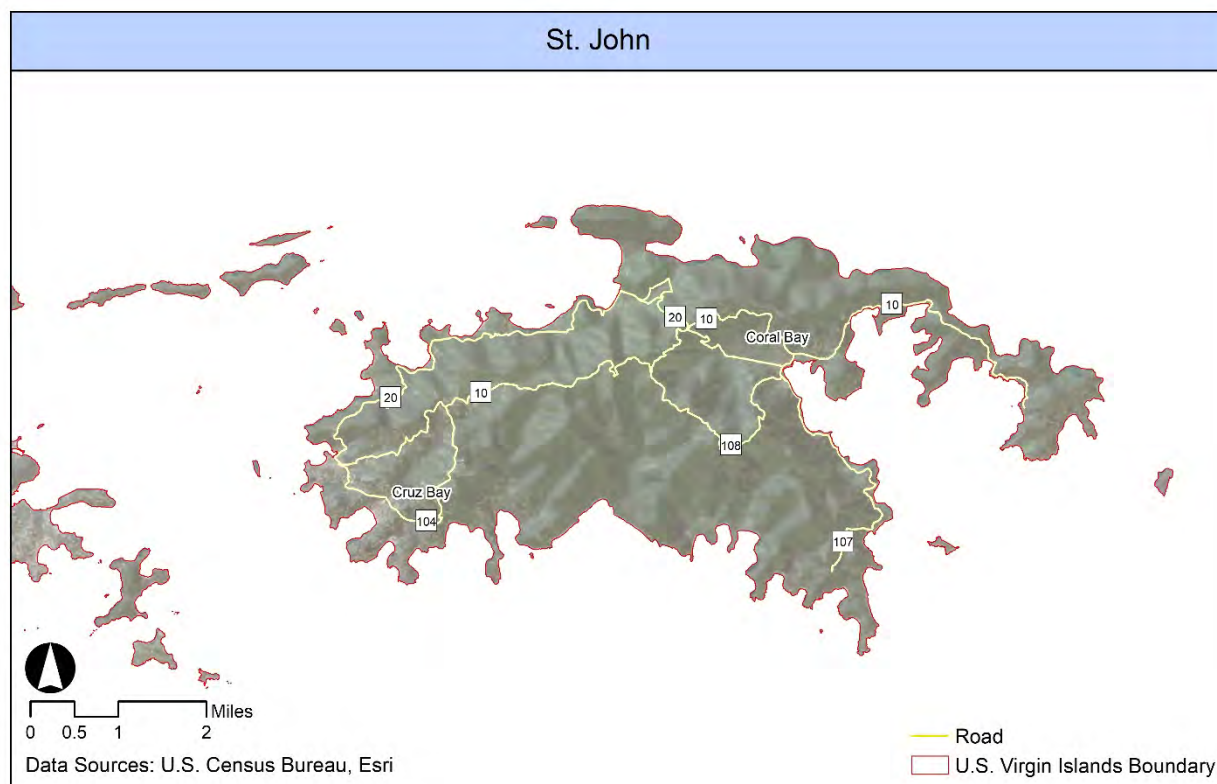 St. John
10
20
10
Coral Bay
20
10
108
Cruz Bay
104
107
Miles
0 0.5 1 2
Road
Data Sources: U.S. Census Bureau, Esri
U.S. Virgin Islands Boundary